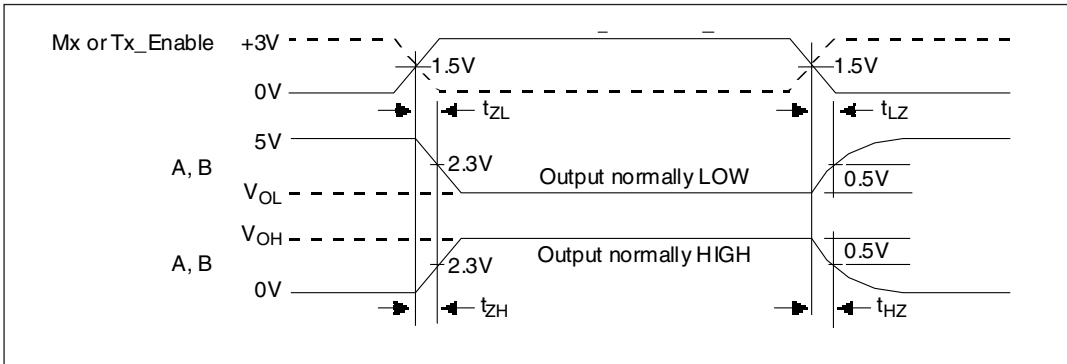 Mx or Tx_Enable
+3V
1.5V
1.5V
0V
tZL
tLZ
5V
A, B
2.3V
Output normally LOW
0.5V
VOL
VOH
A, B
2.3V
Output normally HIGH
0.5V
0V
tZH
tHZ